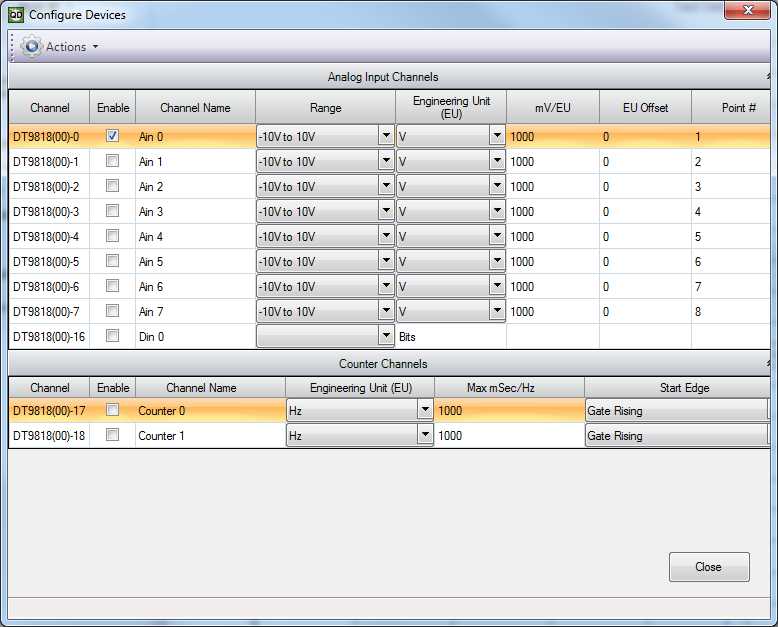 QD Configure Devices
Actions
Analog Input Channels
Channel Enable Channel Name Range Engineering Unit (EU) mV/EU EU Offset Point #
DT9818(00)-0 Ain 0 -10V to 10V V 1000 0 1
DT9818(00)-1 Ain 1 -10V to 10V V 1000 0 2
DT9818(00)-2 Ain 2 -10V to 10V V 1000 0 3
DT9818(00)-3 Ain 3 -10V to 10V V 1000 0 4
DT9818(00)-4 Ain 4 -10V to 10V V 1000 0 5
DT9818(00)-5 Ain 5 -10V to 10V V 1000 0 6
DT9818(00)-6 Ain 6 -10V to 10V V 1000 0 7
DT9818(00)-7 Ain 7 -10V to 10V V 1000 0 8
DT9818(00)-16 Din 0 Bits
Counter Channels
Channel Enable Channel Name Engineering Unit (EU) Max mSec/Hz Start Edge
DT9818(00)-17 Counter 0 Hz 1000 Gate Rising
DT9818(00)-18 Counter 1 Hz 1000 Gate Rising
Close